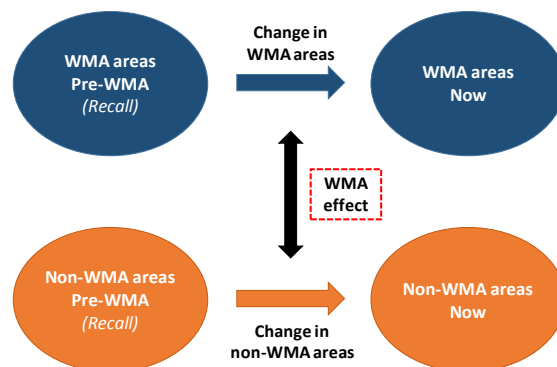 WMA areas
Pre-WMA
(Recall)
Change in
WMA areas
WMA areas
Now
WMA
effect
Non-WMA areas
Pre-WMA
(Recall)
Change in
non-WMA areas
Non-WMA areas
Now